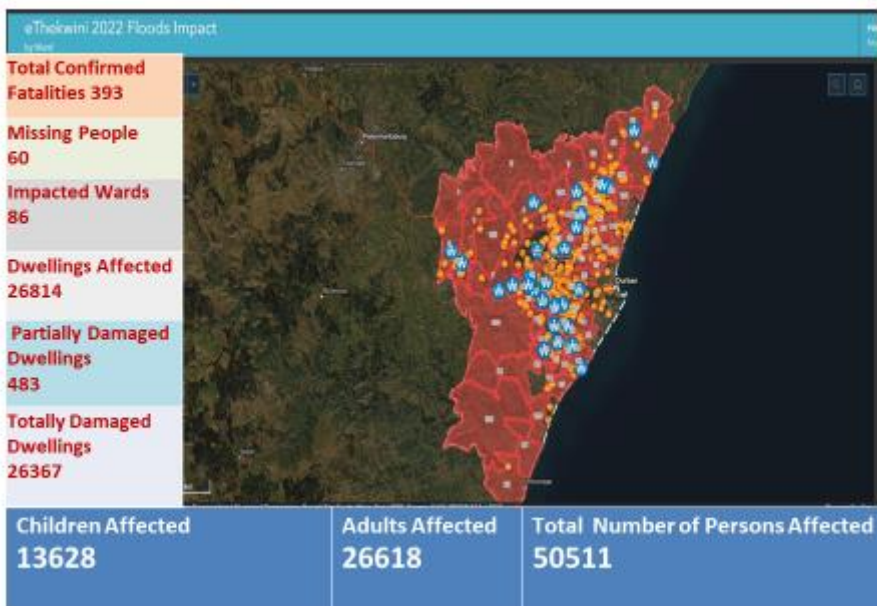 eThekwini 2022 Floods Impact
by Ward
Total Confirmed
Fatalities 393
Missing People
60
Impacted Wards
86
Dwellings Affected
26814
Partially Damaged
Dwellings
483
Totally Damaged
Dwellings
26367
Durban
Children Affected
13628
Adults Affected
26618
Total Number of Persons Affected
50511